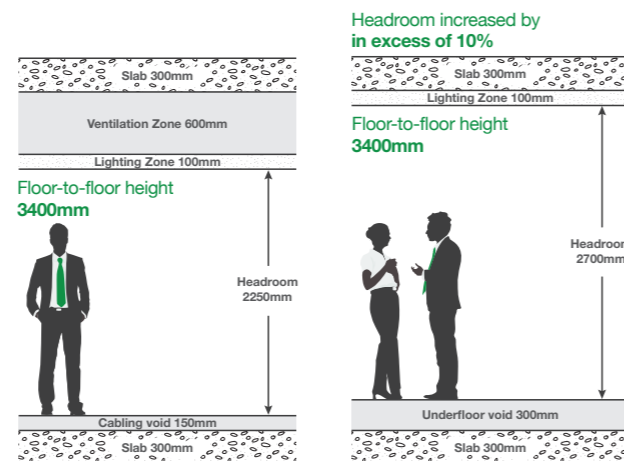 Slab 300mm
Ventilation Zone 600mm
Lighting Zone 100mm
Floor-to-floor height
3400mm
Headroom
2250mm
Cabling void 150mm
Slab 300mm
Headroom increased by
in excess of 10%
Slab 300mm
Lighting Zone 100mm
Floor-to-floor height
3400mm
Headroom
2700mm
Underfloor void 300mm
Slab 300mm